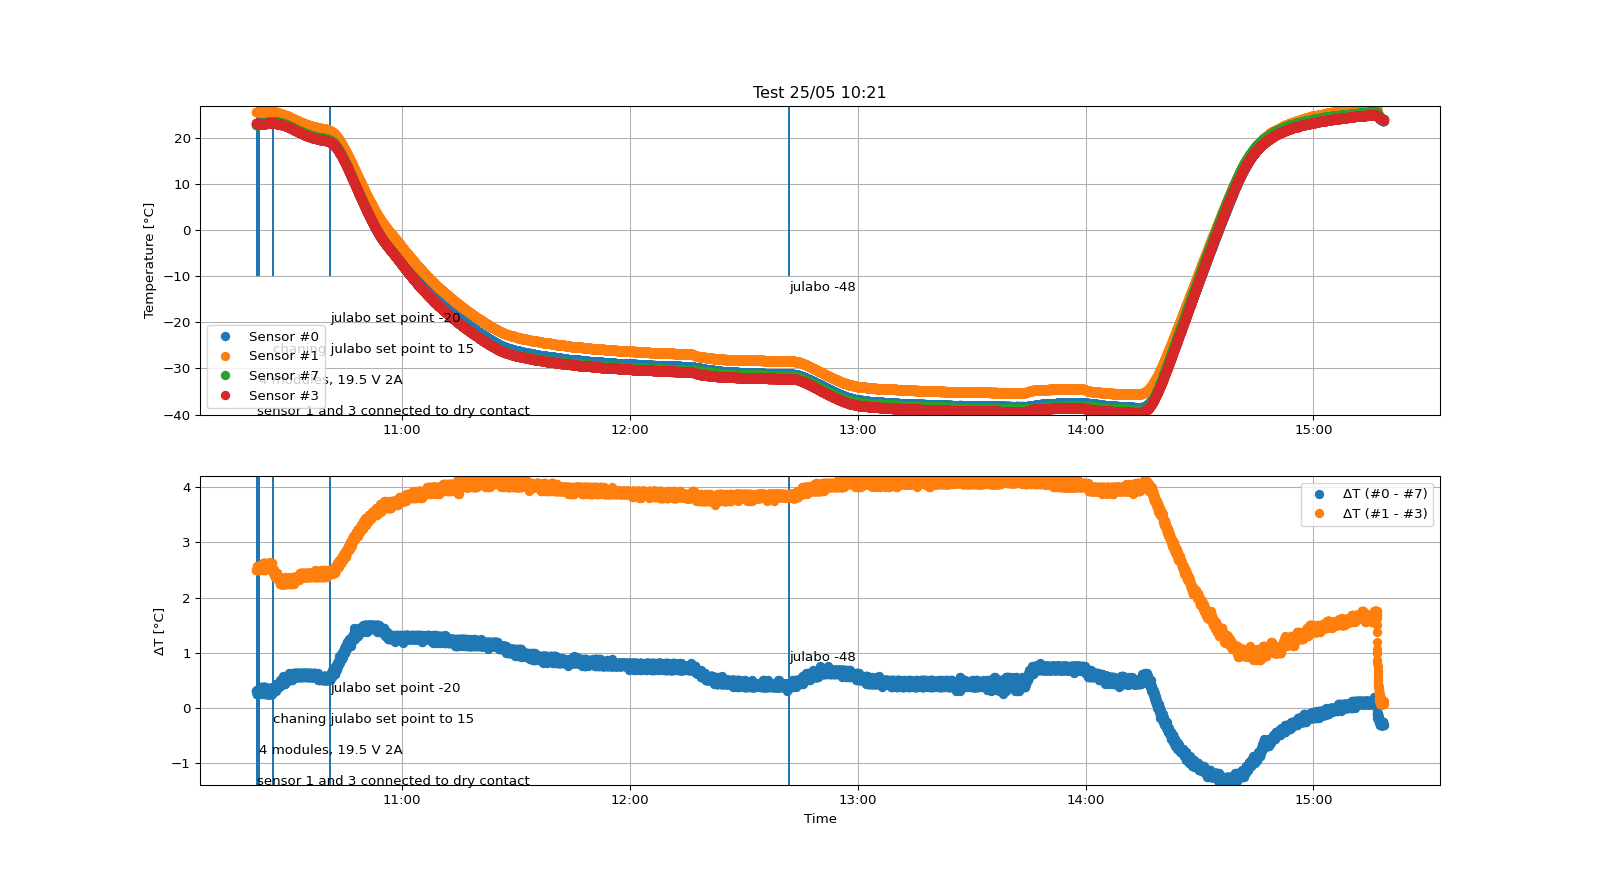 Test 25/05 10:21
Temperature [°C]
20
10
0
−10
−20
−30
−40
julabo -48
julabo set point -20
chaning julabo set point to 15
4 modules, 19.5 V 2A
sensor 1 and 3 connected to dry contact
Sensor #0
Sensor #1
Sensor #7
Sensor #3
11:00
12:00
13:00
14:00
15:00
ΔT [°C]
4
3
2
1
0
−1
ΔT (#0 - #7)
ΔT (#1 - #3)
julabo -48
julabo set point -20
chaning julabo set point to 15
4 modules, 19.5 V 2A
sensor 1 and 3 connected to dry contact
11:00
12:00
13:00
14:00
15:00
Time